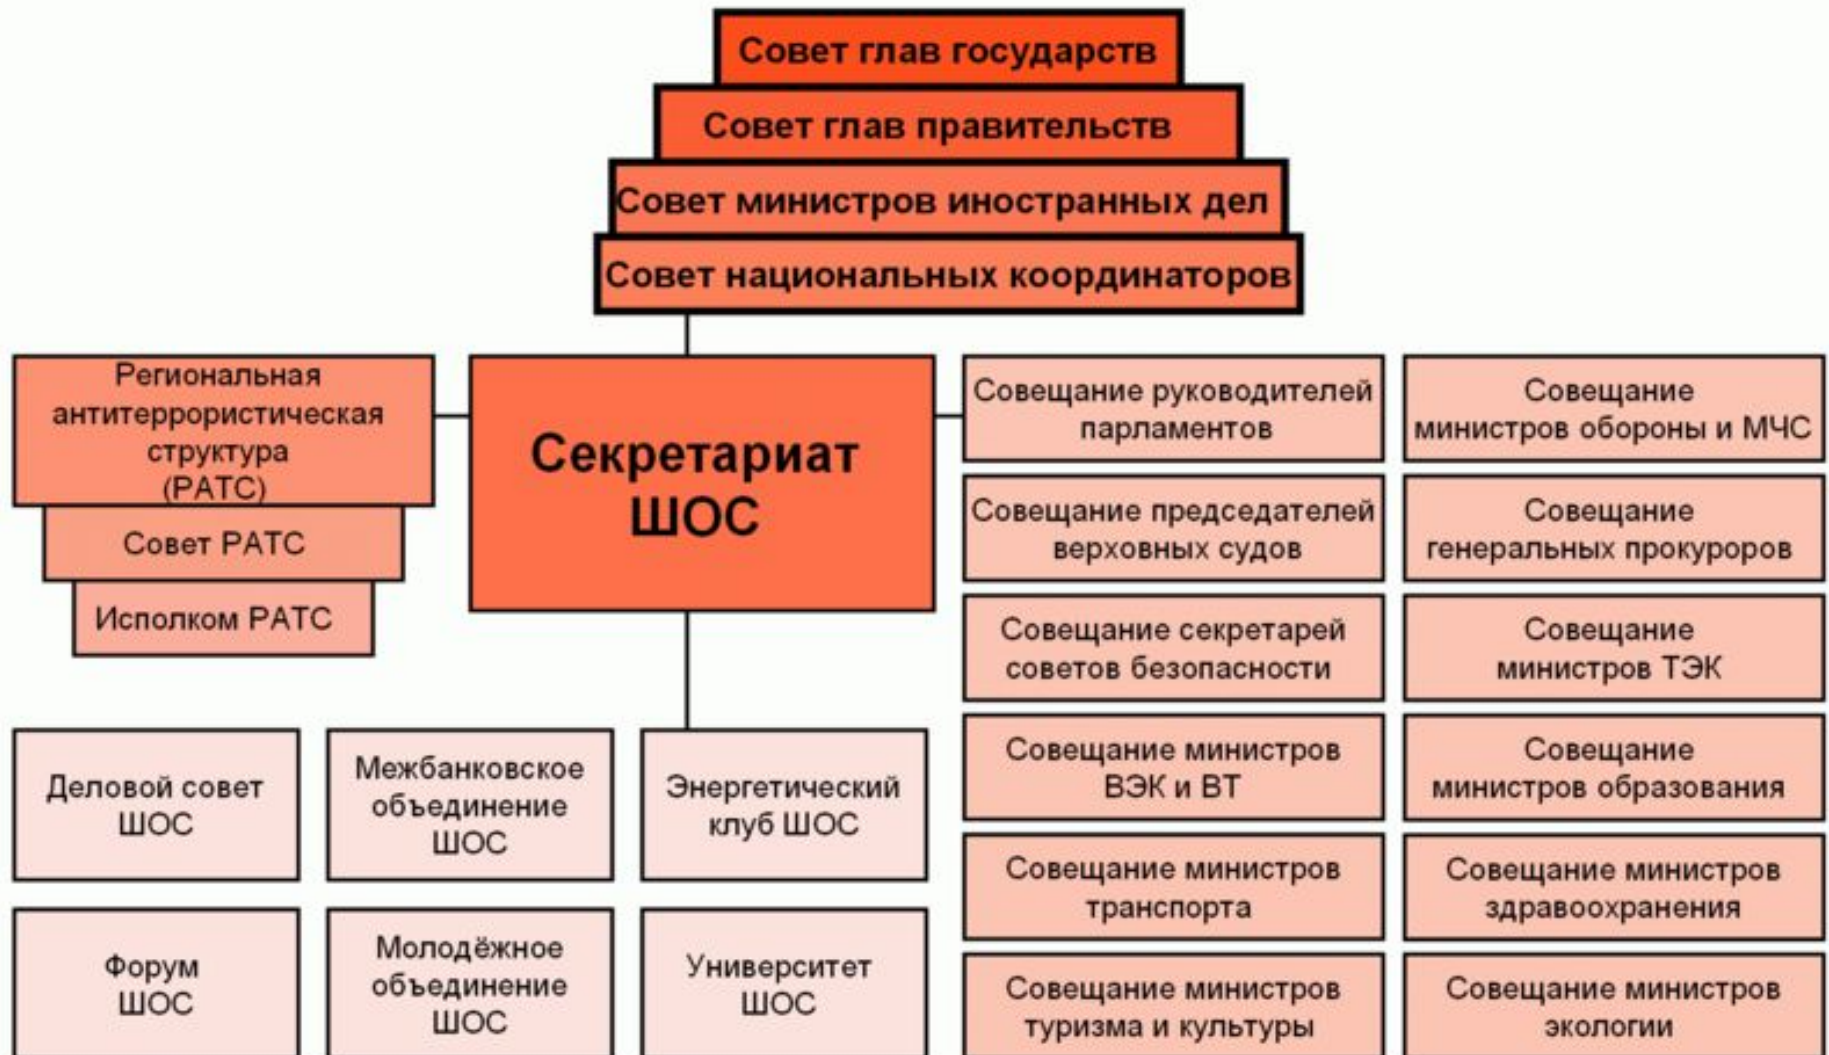 Совет глав государств
Совет глав правительств
Совет министров иностранных дел
Совет национальных координаторов
Региональная
антитеррористическая
структура
(РАТС)
Совет РАТС
Исполком РАТС
Секретариат
ШОС
Совещание руководителей
парламентов
Совещание
министров обороны и МЧС
Совещание председателей
верховных судов
Совещание
генеральных прокуроров
Совещание секретарей
советов безопасности
Совещание
министров ТЭК
Совещание министров
ВЭК и ВТ
Совещание
министров образования
Совещание министров
транспорта
Совещание министров
здравоохранения
Совещание министров
туризма и культуры
Совещание министров
экологии
Деловой совет
ШОС
Межбанковское
объединение
ШОС
Энергетический
клуб ШОС
Форум
ШОС
Молодёжное
объединение
ШОС
Университет
ШОС